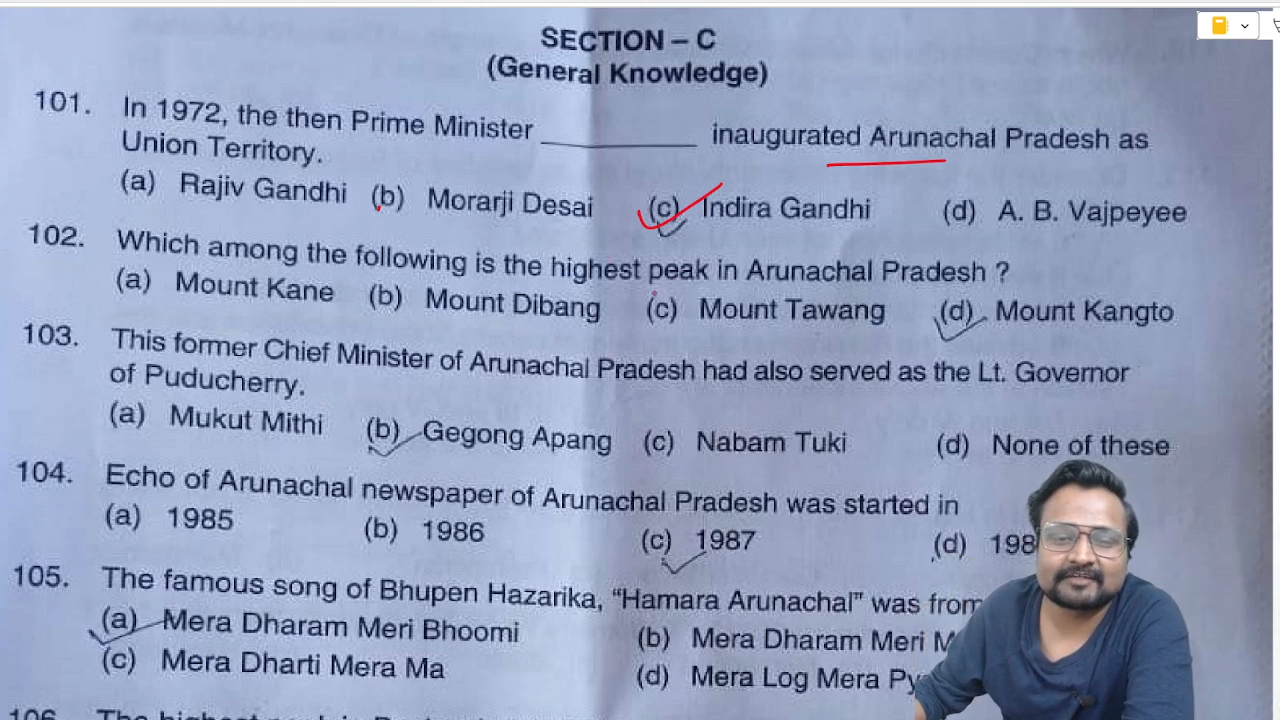 SECTION – C
(General Knowledge)
101. In 1972, the then Prime Minister __________ inaugurated Arunachal Pradesh as
Union Territory.
(a) Rajiv Gandhi (b) Morarji Desai (c) Indira Gandhi (d) A. B. Vajpeyee
102. Which among the following is the highest peak in Arunachal Pradesh ?
(a) Mount Kane (b) Mount Dibang (c) Mount Tawang (d) Mount Kangto
103. This former Chief Minister of Arunachal Pradesh had also served as the Lt. Governor
of Puducherry.
(a) Mukut Mithi (b) Gegong Apang (c) Nabam Tuki (d) None of these
104. Echo of Arunachal newspaper of Arunachal Pradesh was started in
(a) 1985 (b) 1986 (c) 1987 (d) 198
105. The famous song of Bhupen Hazarika, “Hamara Arunachal” was from
(a) Mera Dharam Meri Bhoomi (b) Mera Dharam Meri M
(c) Mera Dharti Mera Ma (d) Mera Log Mera Py